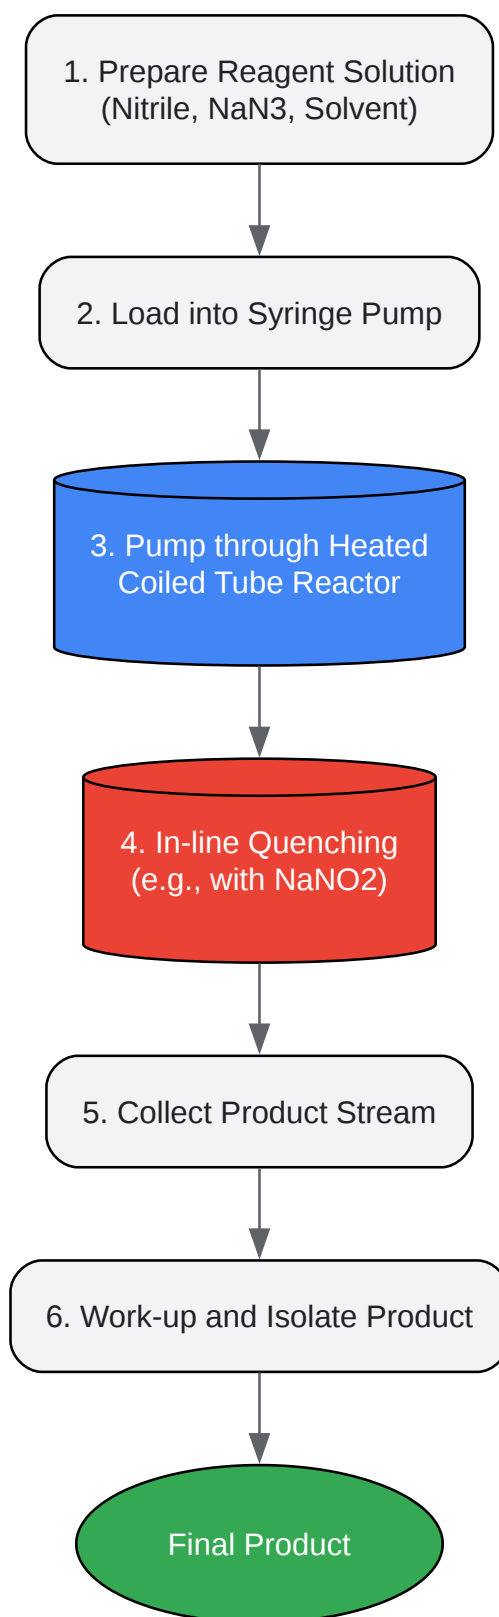 1. Prepare Reagent Solution
(Nitrile, NaN3, Solvent)
2. Load into Syringe Pump
3. Pump through Heated
Coiled Tube Reactor
4. In-line Quenching
(e.g., with NaNO2)
5. Collect Product Stream
6. Work-up and Isolate Product
Final Product